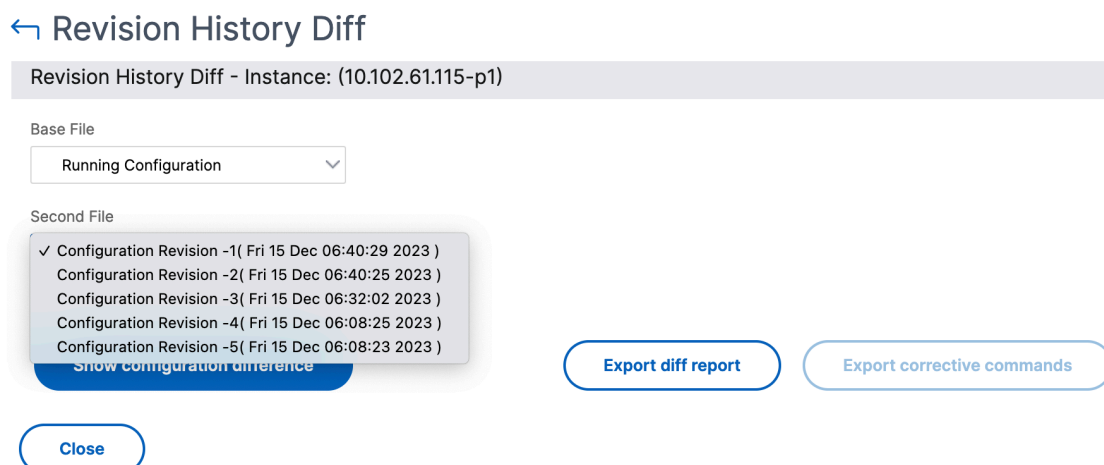 Revision History Diff
Revision History Diff - Instance: (10.102.61.115-p1)
Base File
Running Configuration
Second File
✓ Configuration Revision -1( Fri 15 Dec 06:40:29 2023 )
Configuration Revision -2( Fri 15 Dec 06:40:25 2023 )
Configuration Revision -3( Fri 15 Dec 06:32:02 2023 )
Configuration Revision -4( Fri 15 Dec 06:08:25 2023 )
Configuration Revision -5( Fri 15 Dec 06:08:23 2023 )
Show configuration difference
Export diff report
Export corrective commands
Close